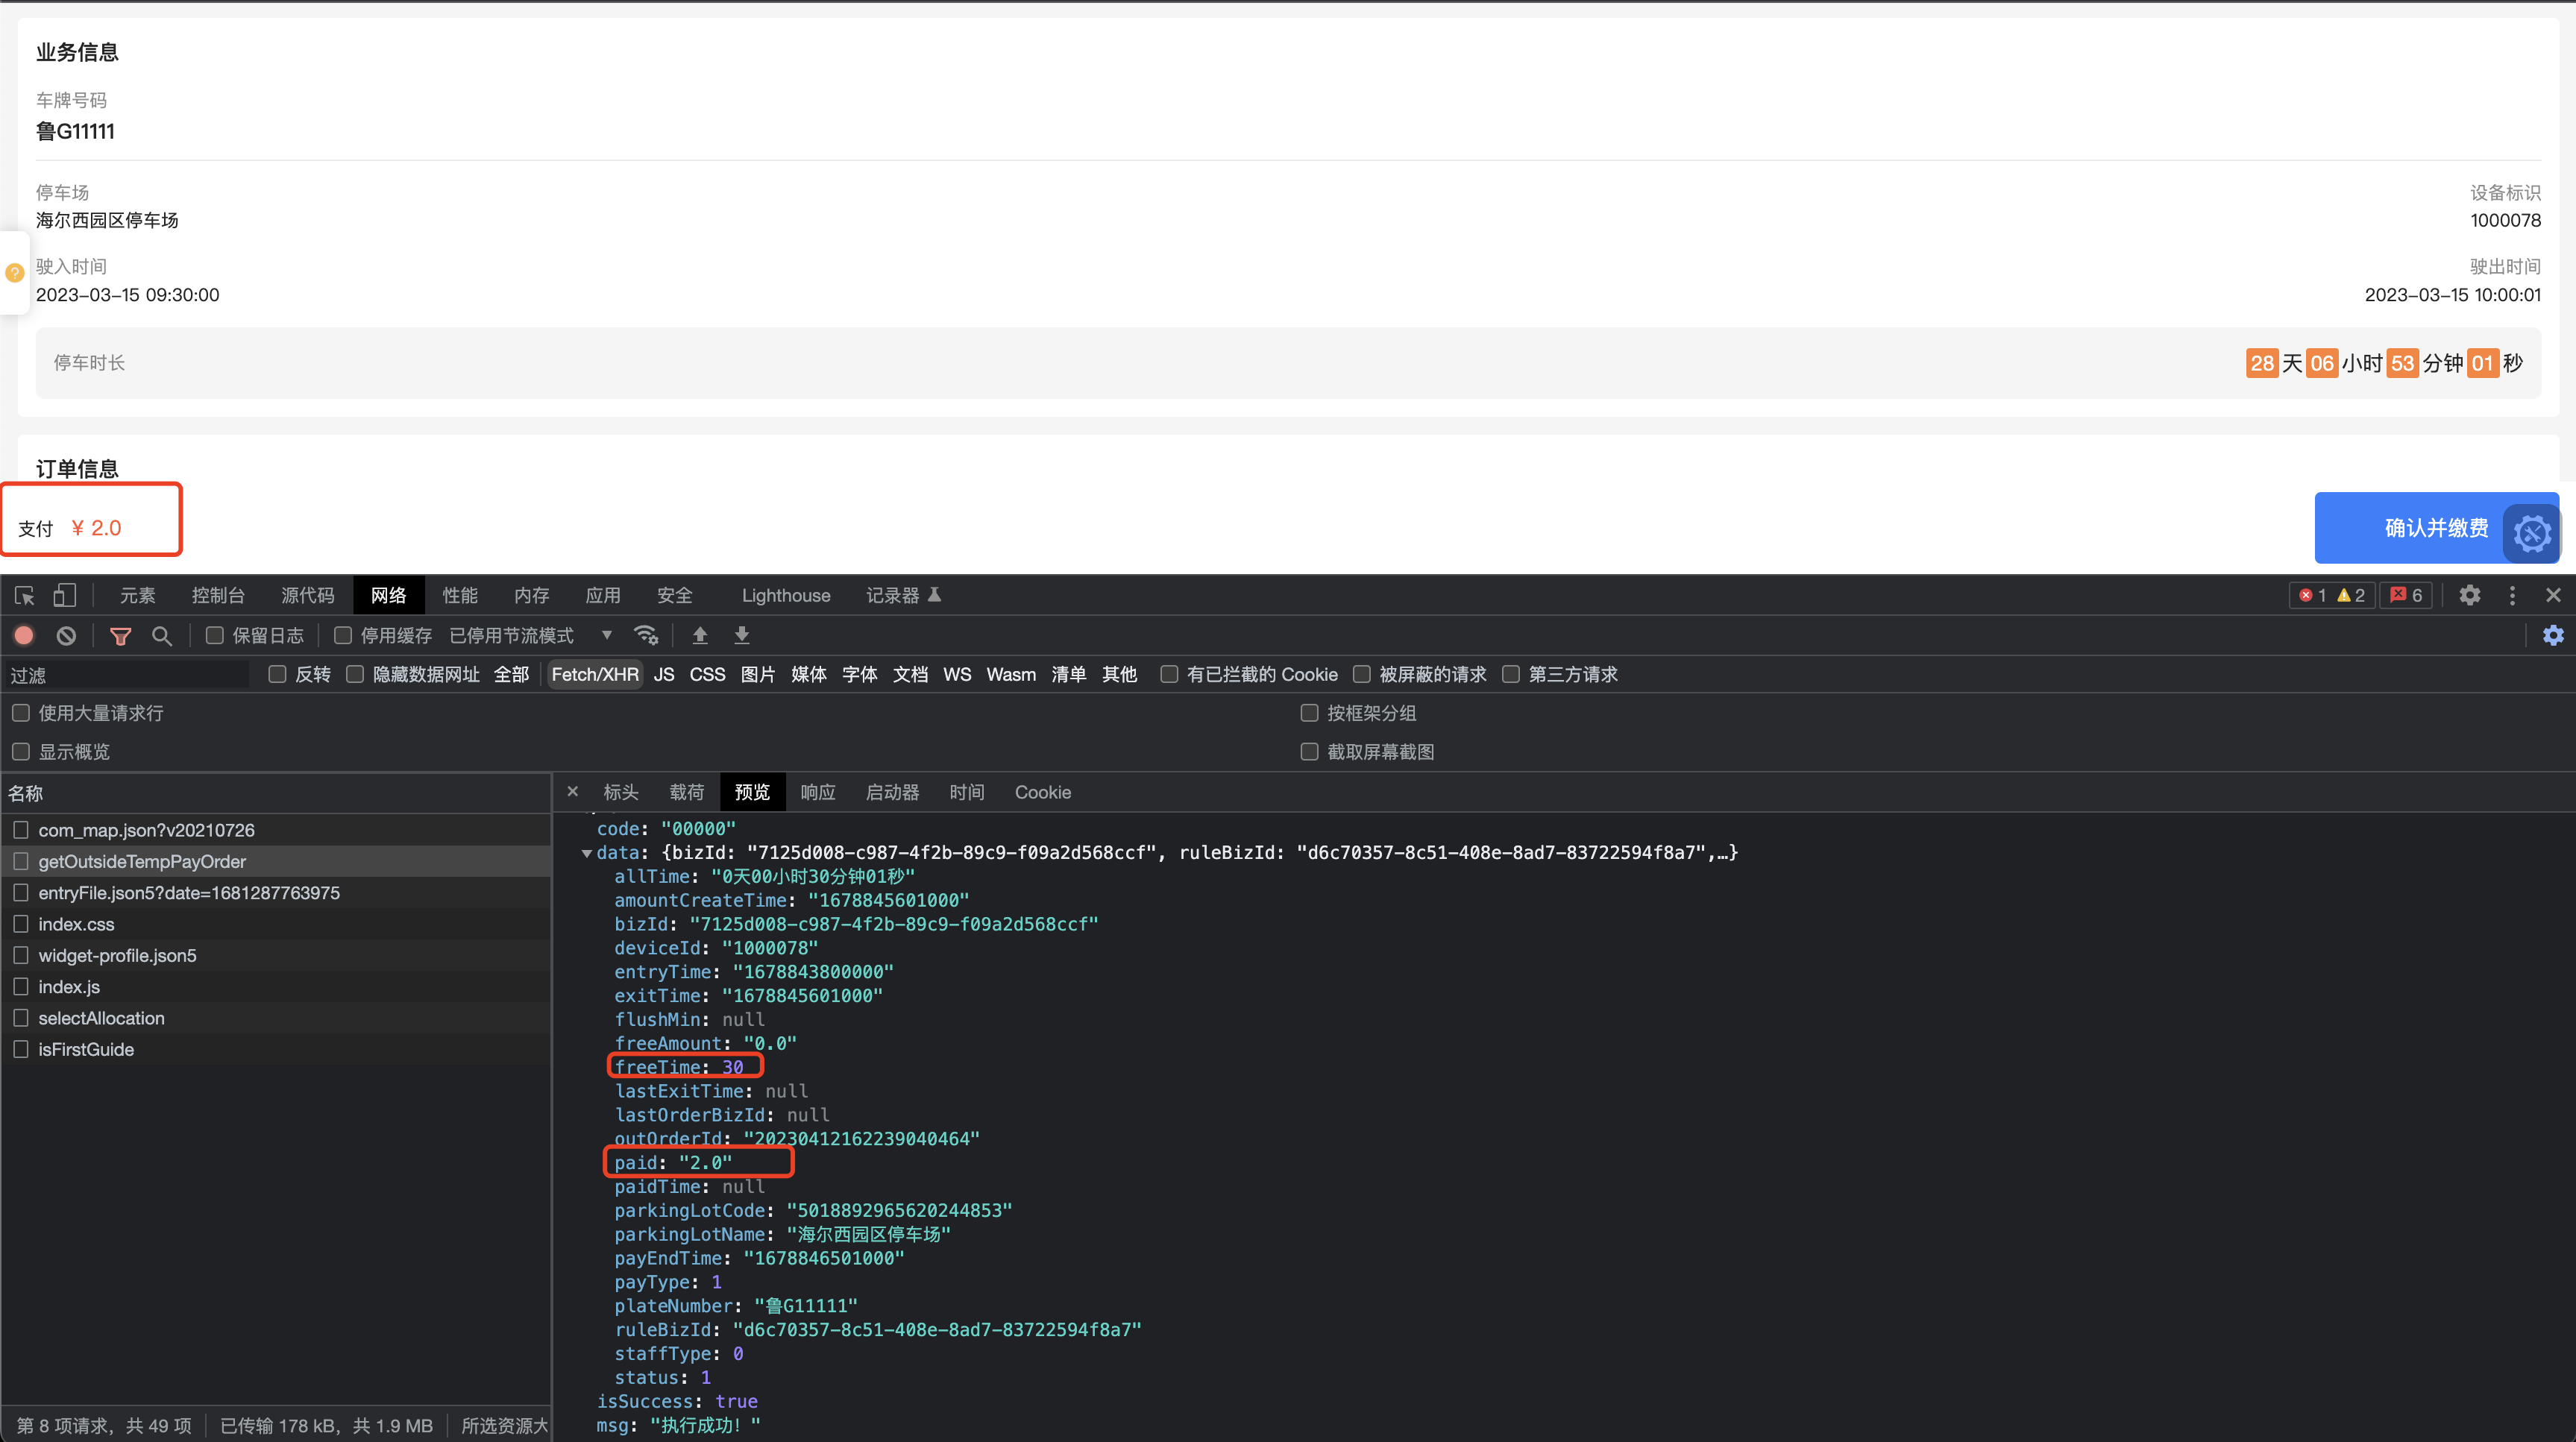 业务信息
车牌号码
鲁G11111
停车场
设备标识
海尔西园区停车场
1000078
驶入时间
驶出时间
2023-03-15 09:30:00
2023-03-15 10:00:01
停车时长
28 天 06 小时 53 分钟 01 秒
订单信息
支付 ¥ 2.0
确认并缴费
元素 控制台 源代码 网络 性能 内存 应用 安全 Lighthouse 记录器 1 2 6
保留日志 停用缓存 已停用节流模式
过滤 反转 隐藏数据网址 全部 Fetch/XHR JS CSS 图片 媒体 字体 文档 WS Wasm 清单 其他 有已拦截的 Cookie 被屏蔽的请求 第三方请求
使用大量请求行 按框架分组
显示概览 截取屏幕截图
名称
com_map.json?v20210726
getOutsideTempPayOrder
entryFile.json5?date=1681287763975
index.css
widget-profile.json5
index.js
selectAllocation
isFirstGuide
第 8 项请求，共 49 项 已传输 178 kB，共 1.9 MB 所选资源大
× 标头 载荷 预览 响应 启动器 时间 Cookie
code: "00000"
data: {bizId: "7125d008-c987-4f2b-89c9-f09a2d568ccf", ruleBizId: "d6c70357-8c51-408e-8ad7-83722594f8a7",…}
allTime: "0天00小时30分钟01秒"
amountCreateTime: "1678845601000"
bizId: "7125d008-c987-4f2b-89c9-f09a2d568ccf"
deviceId: "1000078"
entryTime: "1678843800000"
exitTime: "1678845601000"
flushMin: null
freeAmount: "0.0"
freeTime: 30
lastExitTime: null
lastOrderBizId: null
outOrderId: "20230412162239040464"
paid: "2.0"
paidTime: null
parkingLotCode: "5018892965620244853"
parkingLotName: "海尔西园区停车场"
payEndTime: "1678846501000"
payType: 1
plateNumber: "鲁G11111"
ruleBizId: "d6c70357-8c51-408e-8ad7-83722594f8a7"
staffType: 0
status: 1
isSuccess: true
msg: "执行成功！"